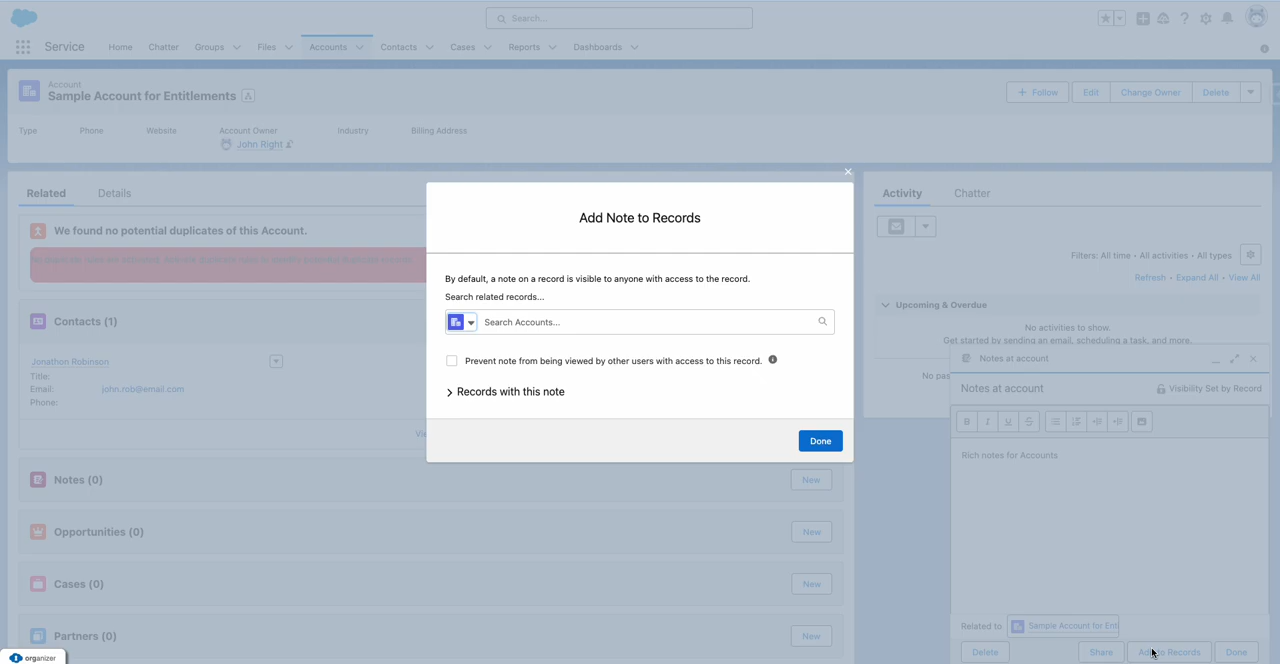 Search...
Service
Home
Chatter
Groups
Files
Accounts
Contacts
Cases
Reports
Dashboards
Account
Sample Account for Entitlements
+ Follow
Edit
Change Owner
Delete
Type
Phone
Website
Account Owner
Industry
Billing Address
John Right
Related
Details
We found no potential duplicates of this Account.
Contacts (1)
Jonathon Robinson
Title:
Email:
john.rob@email.com
Phone:
Notes (0)
New
Opportunities (0)
New
Cases (0)
New
Partners (0)
New
organizer
Add Note to Records
By default, a note on a record is visible to anyone with access to the record.
Search related records...
Search Accounts...
Prevent note from being viewed by other users with access to this record.
Records with this note
Done
Activity
Chatter
Filters: All time • All activities • All types
Refresh • Expand All • View All
Upcoming & Overdue
No activities to show.
Get started by sending an email, scheduling a task, and more.
No
Notes at account
Notes at account
Visibility Set by Record
B
I
U
S
Rich notes for Accounts
Related to
Sample Account for Ent
Delete
Share
Add to Records
Done